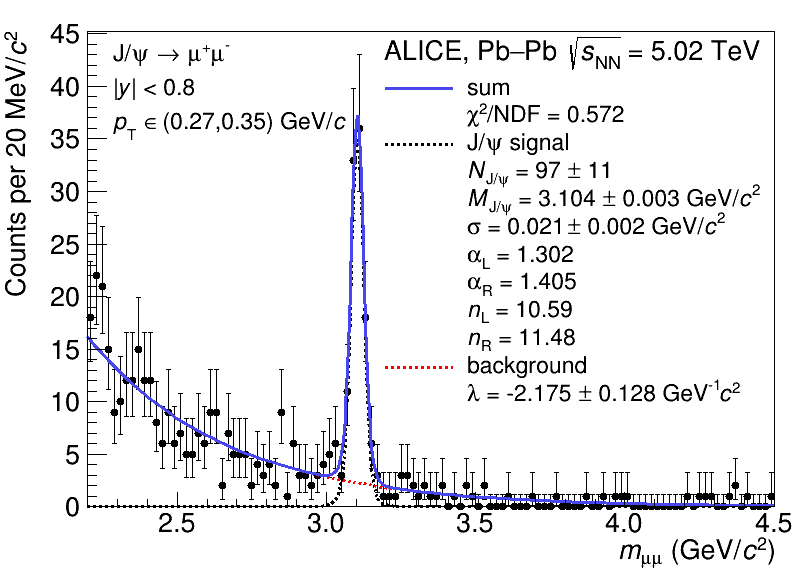 Counts per 20 MeV/c²
45
40
35
30
25
20
15
10
5
0
J/ψ → μ⁺μ⁻
|y| < 0.8
p_T ∈ (0.27,0.35) GeV/c
ALICE, Pb–Pb √s_NN = 5.02 TeV
sum
χ²/NDF = 0.572
J/ψ signal
N_J/ψ = 97 ± 11
M_J/ψ = 3.104 ± 0.003 GeV/c²
σ = 0.021 ± 0.002 GeV/c²
α_L = 1.302
α_R = 1.405
n_L = 10.59
n_R = 11.48
background
λ = -2.175 ± 0.128 GeV⁻¹c²
2.5 3.0 3.5 4.0 4.5
m_μμ (GeV/c²)